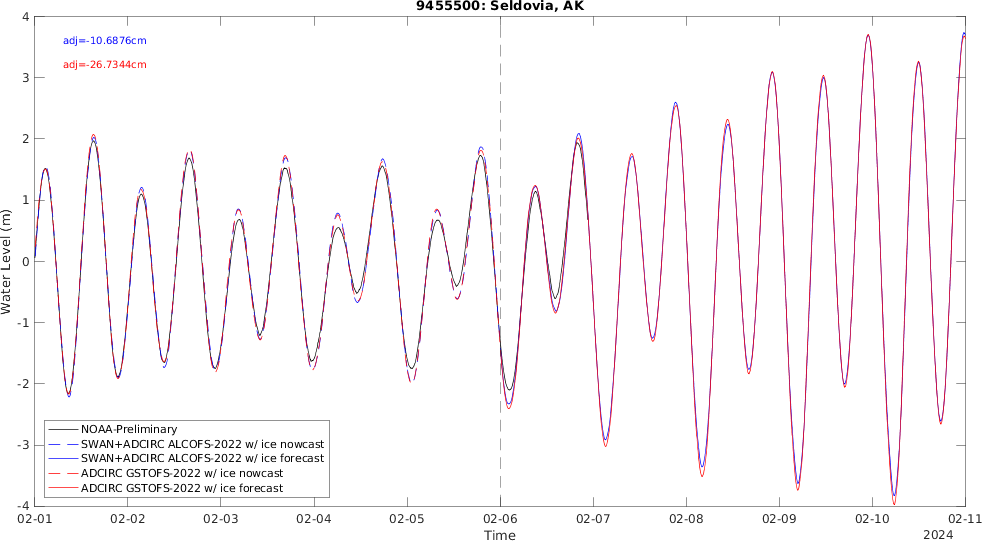 9455500: Seldovia, AK
adj=-10.6876cm
adj=-26.7344cm
4
3
2
1
0
-1
-2
-3
-4
Water Level (m)
NOAA-Preliminary
SWAN+ADCIRC ALCOFS-2022 w/ ice nowcast
SWAN+ADCIRC ALCOFS-2022 w/ ice forecast
ADCIRC GSTOFS-2022 w/ ice nowcast
ADCIRC GSTOFS-2022 w/ ice forecast
02-01 02-02 02-03 02-04 02-05 02-06 02-07 02-08 02-09 02-10 02-11
Time
2024